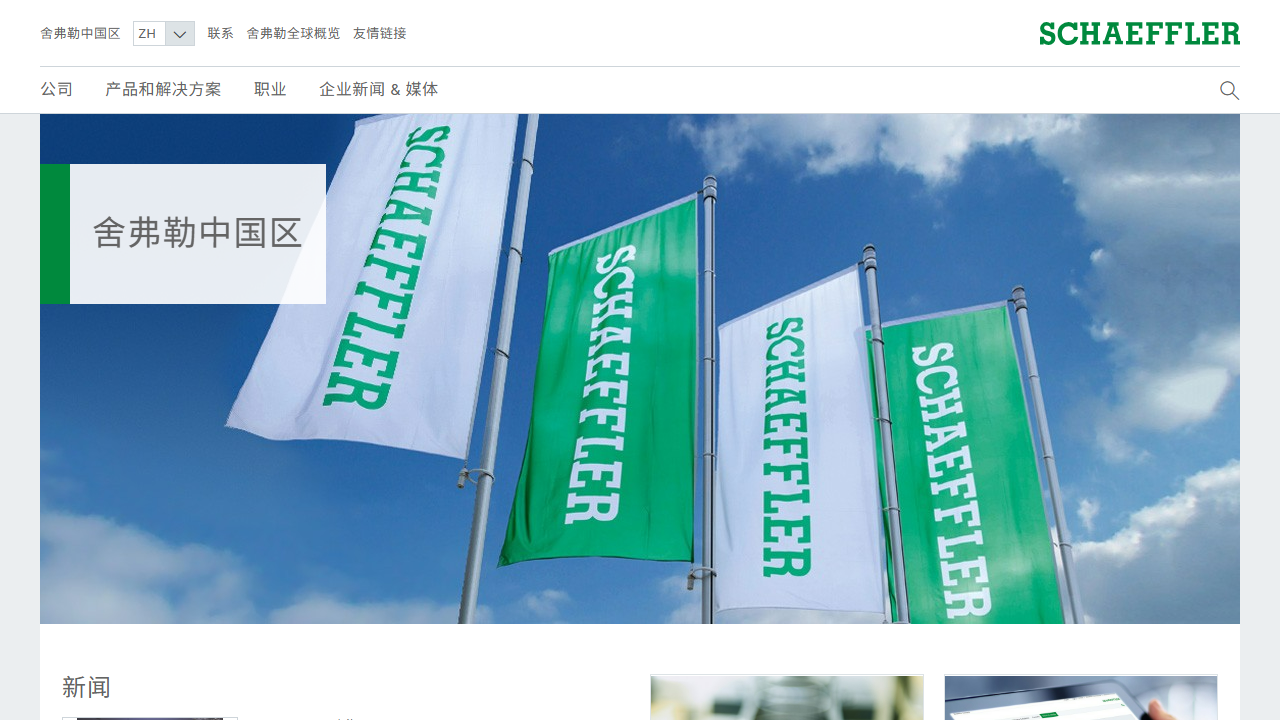 舍弗勒中国区 ZH 联系 舍弗勒全球概览 友情链接
SCHAEFFLER
公司 产品和解决方案 职业 企业新闻 & 媒体
舍弗勒中国区
SCHAEFFLER
SCHAEFFLER
SCHAEFFLER
SCHAEFFLER
新闻